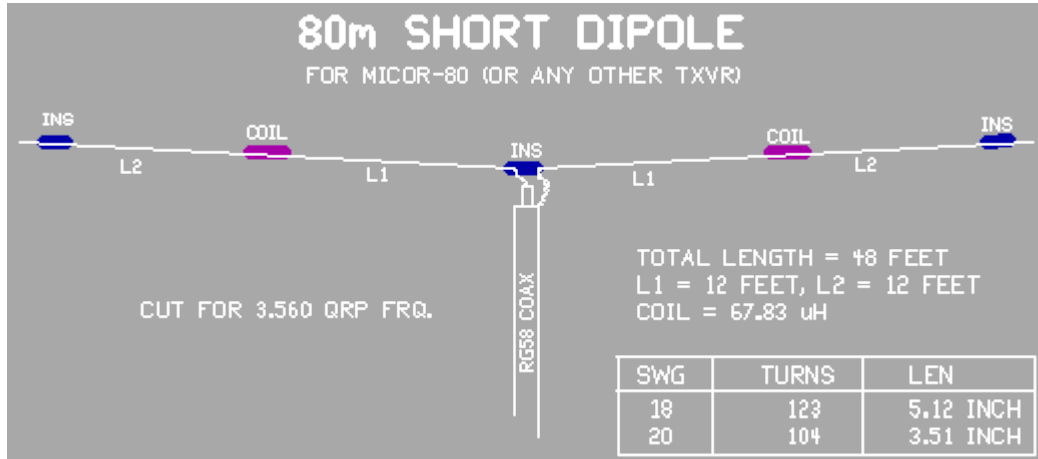 80m SHORT DIPOLE
FOR MICOR-80 (OR ANY OTHER TXVR)
INS
COIL
INS
COIL
INS
L2
L1
L1
L2
RG58 COAX
CUT FOR 3.560 QRP FRQ.
TOTAL LENGTH = 48 FEET
L1 = 12 FEET, L2 = 12 FEET
COIL = 67.83 uH
SWG TURNS LEN
18 123 5.12 INCH
20 104 3.51 INCH